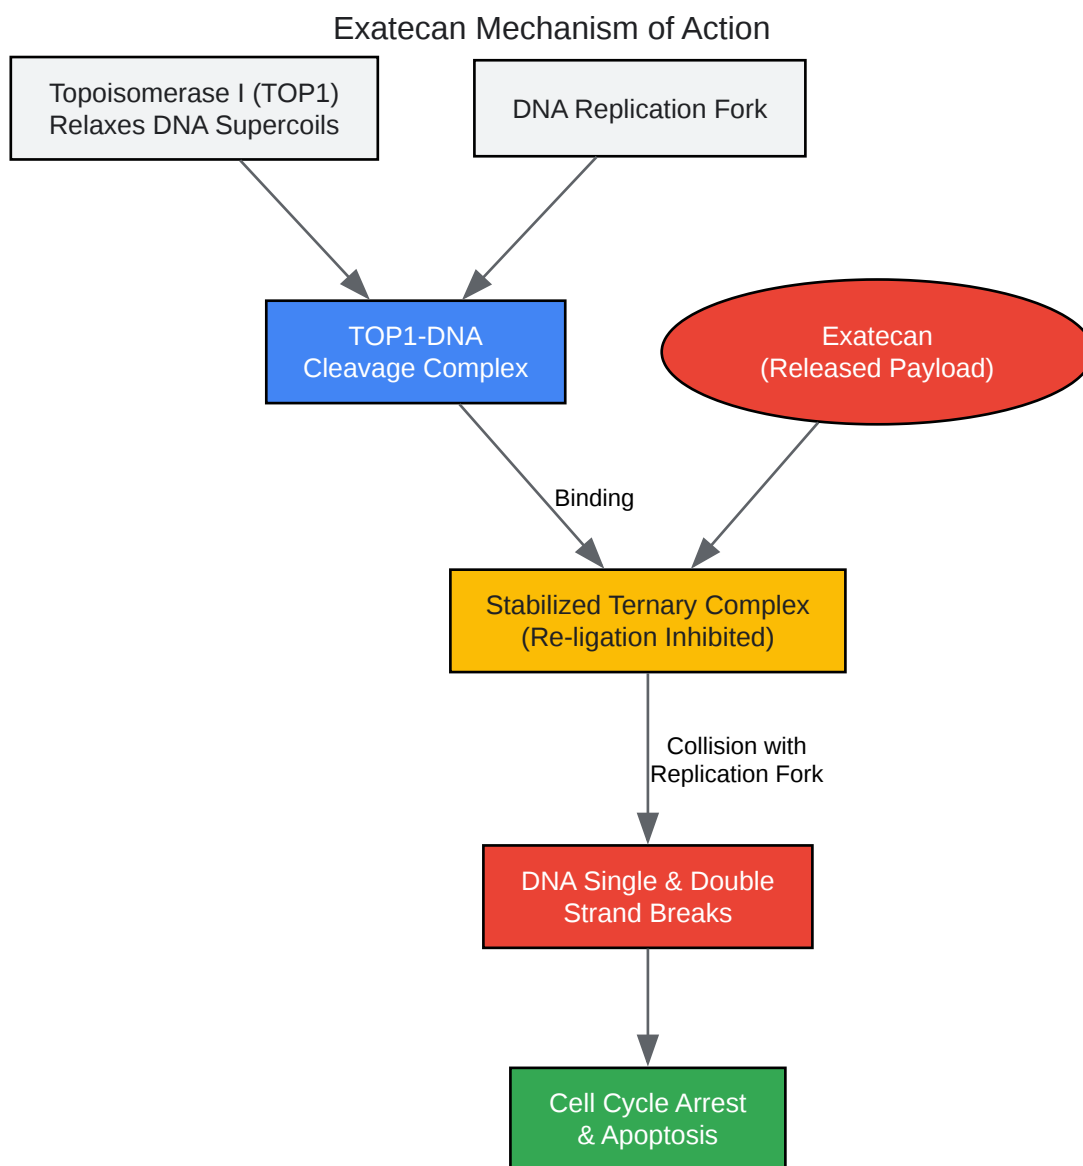 Exatecan Mechanism of Action
Topoisomerase I (TOP1)
Relaxes DNA Supercoils
DNA Replication Fork
TOP1-DNA
Cleavage Complex
Exatecan
(Released Payload)
Binding
Stabilized Ternary Complex
(Re-ligation Inhibited)
Collision with
Replication Fork
DNA Single & Double
Strand Breaks
Cell Cycle Arrest
& Apoptosis